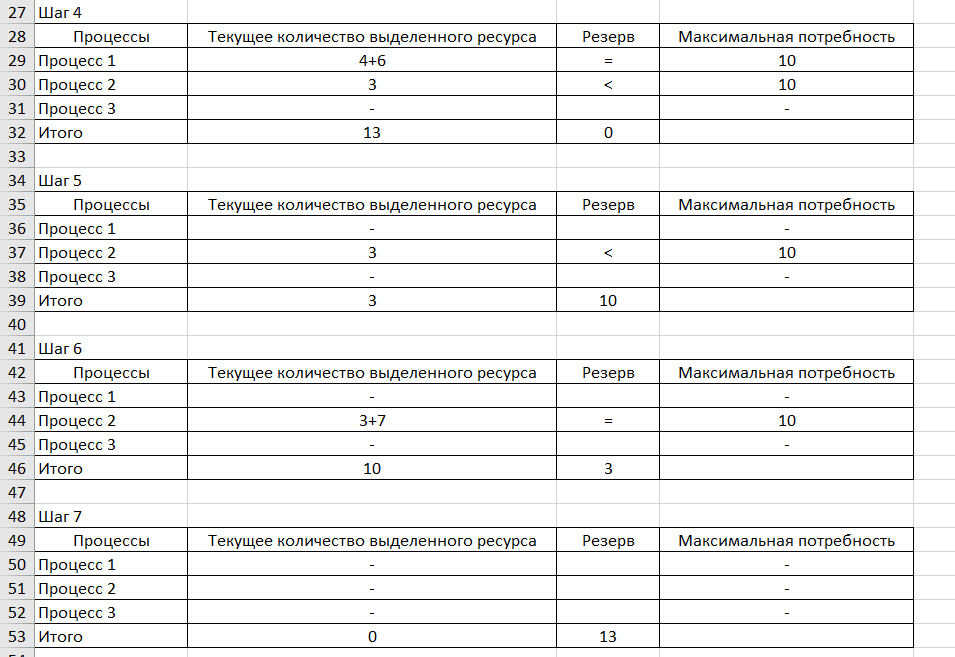 27 Шаг 4
28 Процессы Текущее количество выделенного ресурса Резерв Максимальная потребность
29 Процесс 1 4+6 = 10
30 Процесс 2 3 < 10
31 Процесс 3 - -
32 Итого 13 0
33
34 Шаг 5
35 Процессы Текущее количество выделенного ресурса Резерв Максимальная потребность
36 Процесс 1 - -
37 Процесс 2 3 < 10
38 Процесс 3 - -
39 Итого 3 10
40
41 Шаг 6
42 Процессы Текущее количество выделенного ресурса Резерв Максимальная потребность
43 Процесс 1 - -
44 Процесс 2 3+7 = 10
45 Процесс 3 - -
46 Итого 10 3
47
48 Шаг 7
49 Процессы Текущее количество выделенного ресурса Резерв Максимальная потребность
50 Процесс 1 - -
51 Процесс 2 - -
52 Процесс 3 - -
53 Итого 0 13